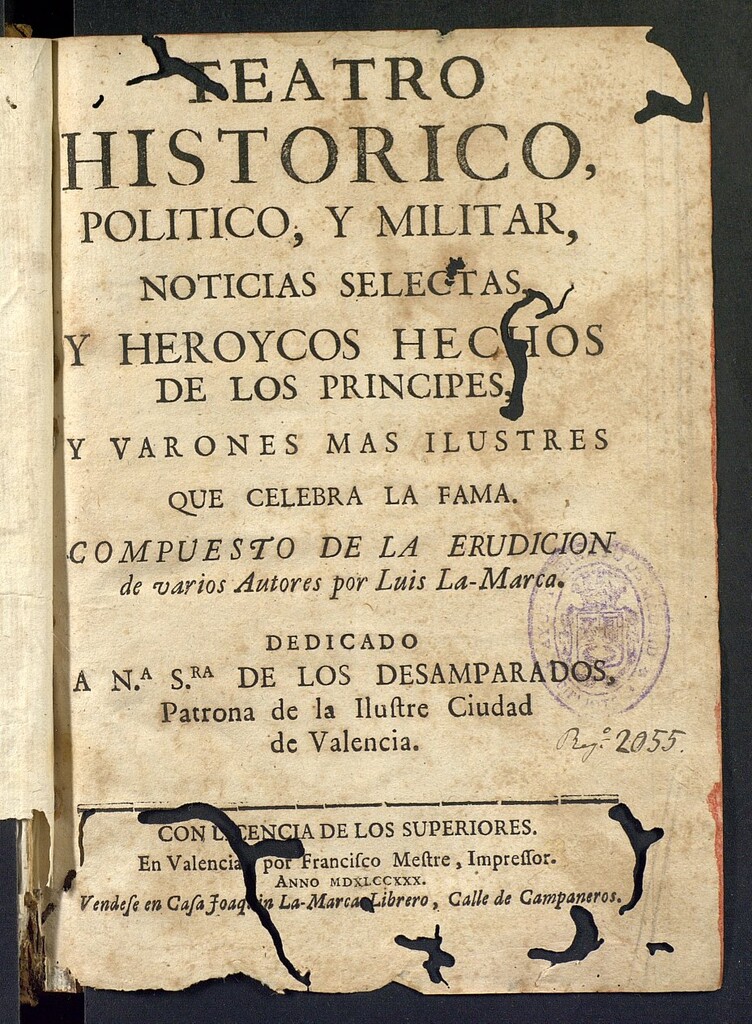 TEATRO
HISTORICO,
POLITICO, Y MILITAR,
NOTICIAS SELECTAS,
Y HEROYCOS HECHOS
DE LOS PRINCIPES,
Y VARONES MAS ILUSTRES
QUE CELEBRA LA FAMA.
COMPUESTO DE LA ERUDICION
de varios Autores por Luis La-Marca.
DEDICADO
A N.ᴬ S.ᴿᴬ DE LOS DESAMPARADOS,
Patrona de la Iluſtre Ciudad
de Valencia.
Reg.º 2055.
CON LICENCIA DE LOS SUPERIORES.
En Valencia por Franciſco Meſtre, Impreſſor.
ANNO MDXLCCXXX.
Vendeſe en Caſa Joaquin La-Marca Librero, Calle de Campaneros.